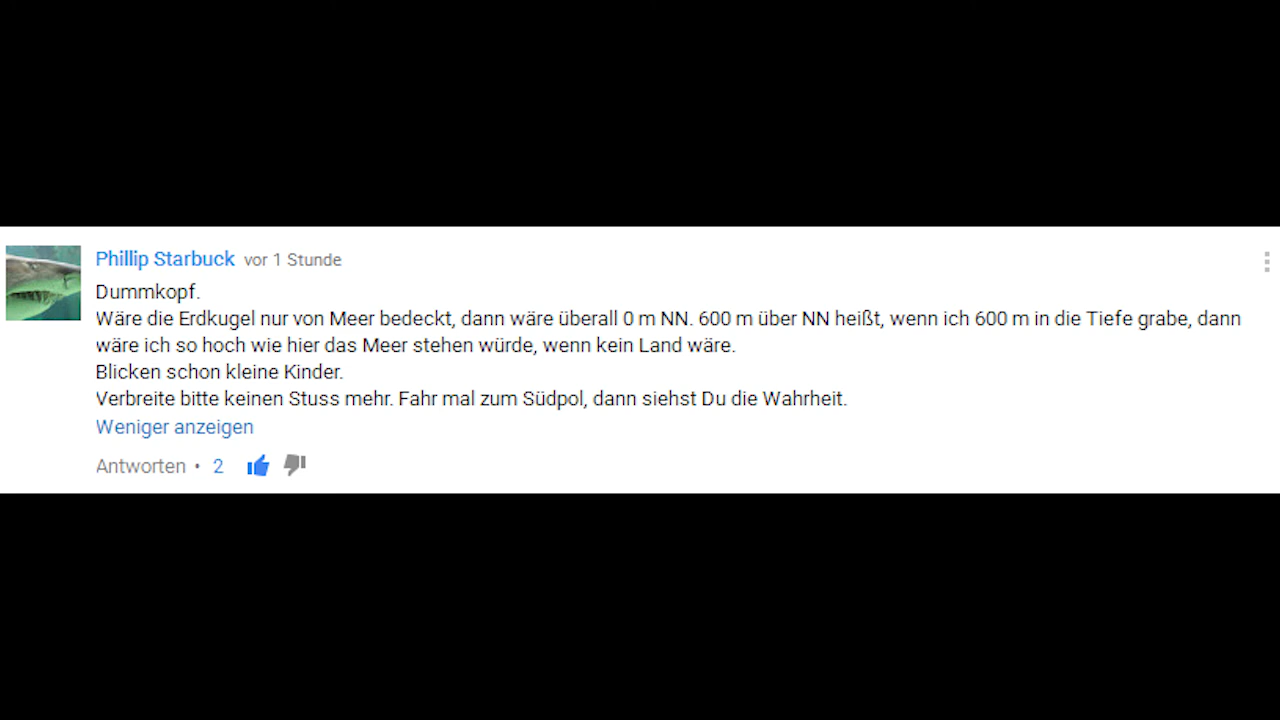 Phillip Starbuck vor 1 Stunde
Dummkopf.
Wäre die Erdkugel nur von Meer bedeckt, dann wäre überall 0 m NN. 600 m über NN heißt, wenn ich 600 m in die Tiefe grabe, dann
wäre ich so hoch wie hier das Meer stehen würde, wenn kein Land wäre.
Blicken schon kleine Kinder.
Verbreite bitte keinen Stuss mehr. Fahr mal zum Südpol, dann siehst Du die Wahrheit.
Weniger anzeigen
Antworten • 2